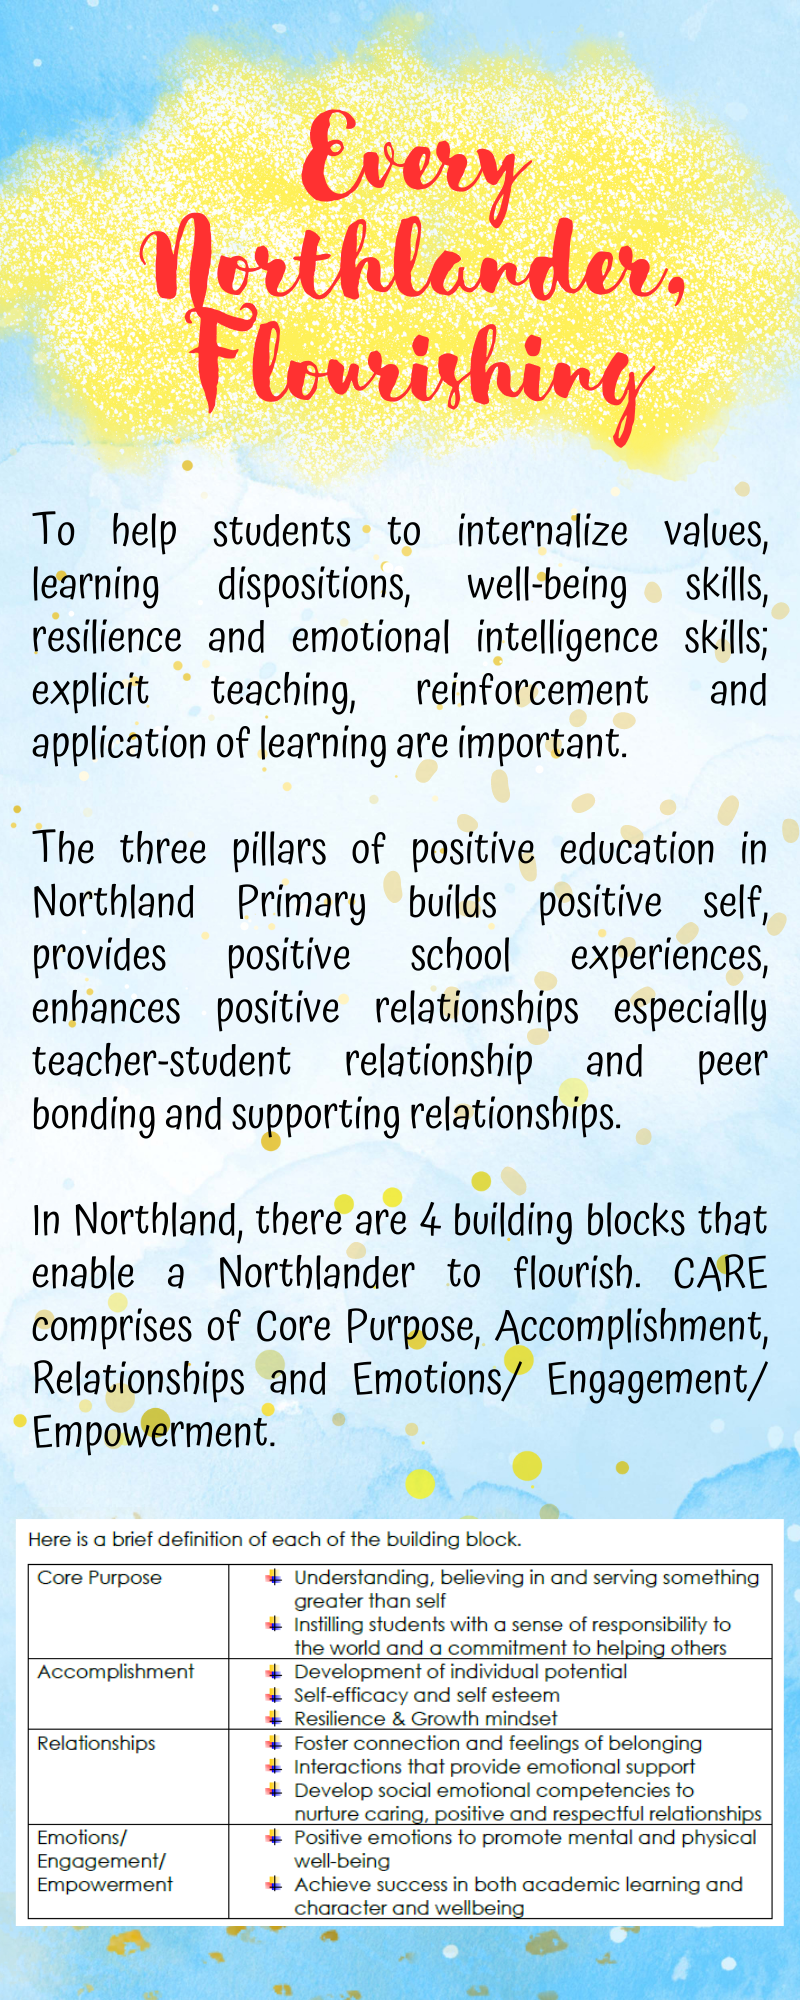 Every
Northlander,
Flourishing
To help students to internalize values,
learning dispositions, well-being skills,
resilience and emotional intelligence skills;
explicit teaching, reinforcement and
application of learning are important.
The three pillars of positive education in
Northland Primary builds positive self,
provides positive school experiences,
enhances positive relationships especially
teacher-student relationship and peer
bonding and supporting relationships.
In Northland, there are 4 building blocks that
enable a Northlander to flourish. CARE
comprises of Core Purpose, Accomplishment,
Relationships and Emotions/ Engagement/
Empowerment.
Here is a brief definition of each of the building block.
Core Purpose
Understanding, believing in and serving something
greater than self
Instilling students with a sense of responsibility to
the world and a commitment to helping others
Accomplishment
Development of individual potential
Self-efficacy and self esteem
Resilience & Growth mindset
Relationships
Foster connection and feelings of belonging
Interactions that provide emotional support
Develop social emotional competencies to
nurture caring, positive and respectful relationships
Emotions/
Engagement/
Empowerment
Positive emotions to promote mental and physical
well-being
Achieve success in both academic learning and
character and wellbeing